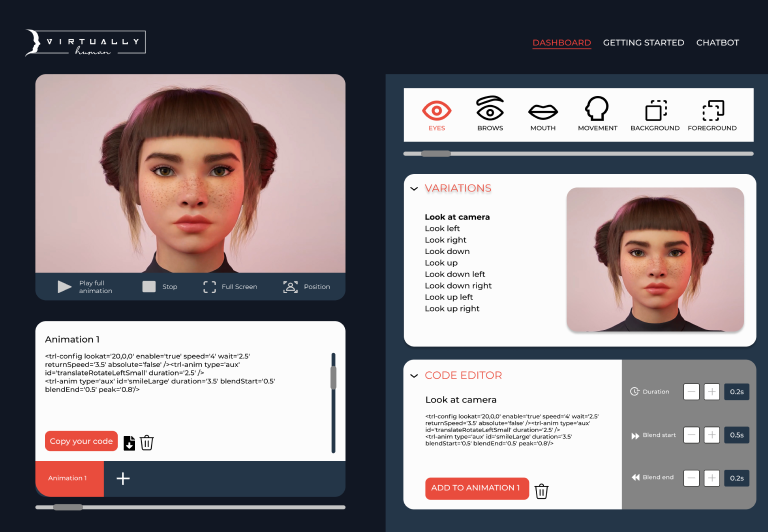 VIRTUALLY
human
DASHBOARD
GETTING STARTED
CHATBOT
Play full
animation
Stop
Full Screen
Position
Animation 1
<trl-config lookat='20,0,0' enable='true' speed='4' wait='2.5'
returnSpeed='3.5' absolute='false' /><trl-anim type='aux'
id='translateRotateLeftSmall' duration='2.5' />
<trl-anim type='aux' id='smileLarge' duration='3.5' blendStart='0.5'
blendEnd='0.5' peak='0.8'/>
Copy your code
Animation 1
EYES
BROWS
MOUTH
MOVEMENT
BACKGROUND
FOREGROUND
VARIATIONS
Look at camera
Look left
Look right
Look down
Look up
Look down left
Look down right
Look up left
Look up right
CODE EDITOR
Look at camera
<trl-config lookat='20,0,0' enable='true' speed='4' wait='2.5'
returnSpeed='3.5' absolute='false' /><trl-anim type='aux'
id='translateRotateLeftSmall' duration='2.5' />
<trl-anim type='aux' id='smileLarge' duration='3.5'
blendStart='0.5' blendEnd='0.5' peak='0.8'/>
ADD TO ANIMATION 1
Duration
0.2s
Blend start
0.5s
Blend end
0.2s